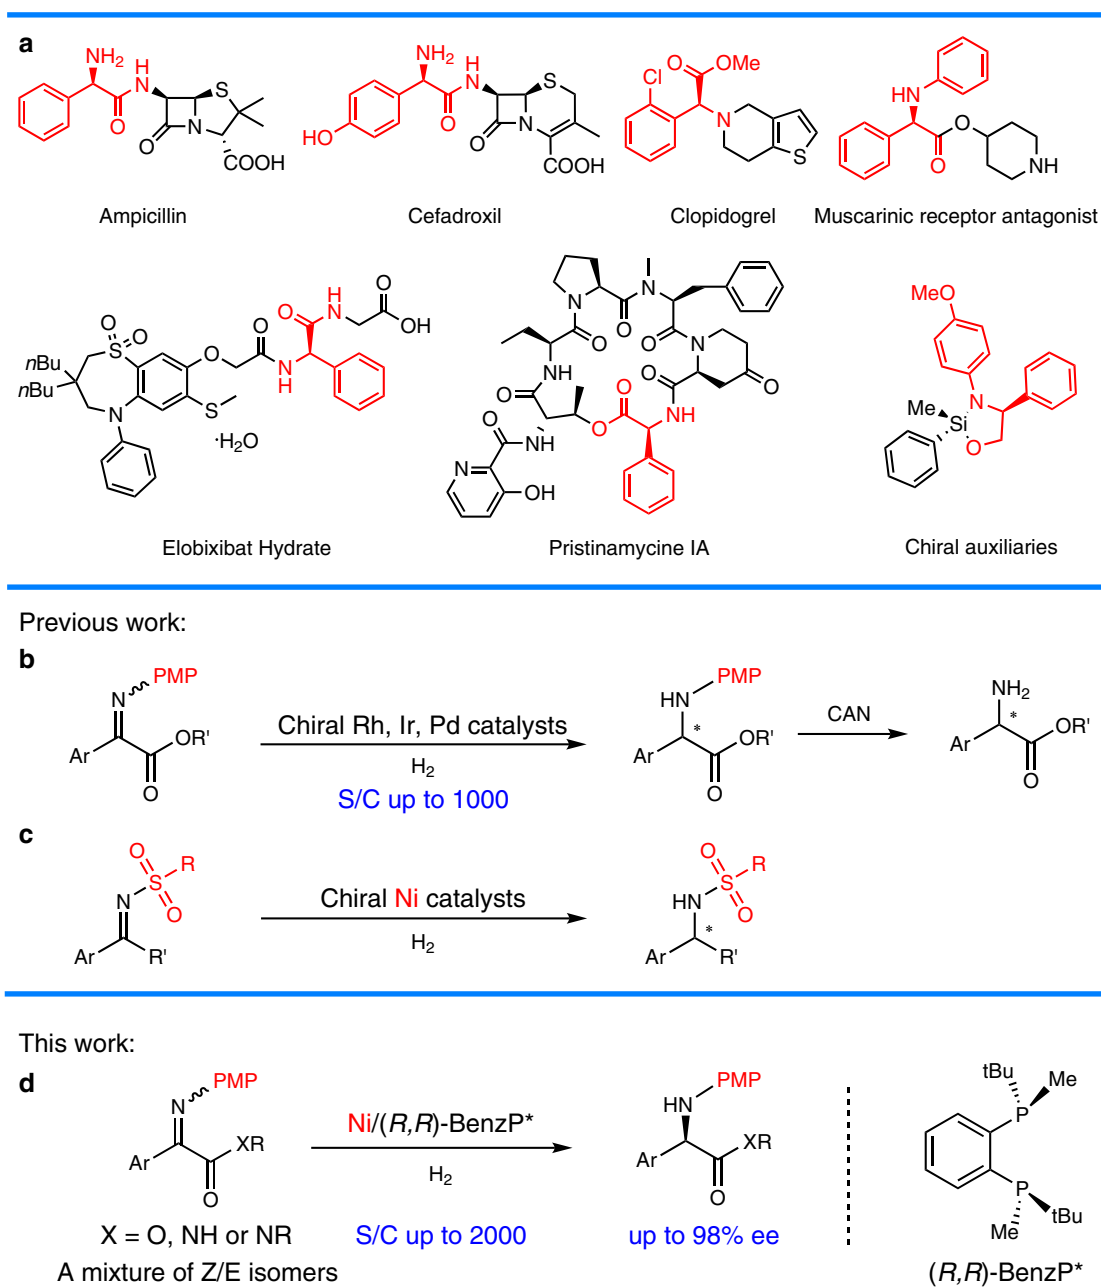 a
Ampicillin
Cefadroxil
Clopidogrel
Muscarinic receptor antagonist
NH2
H
N
O
S
N
O
COOH
NH2
H
N
O
HO
S
N
O
COOH
Cl
O
OMe
N
S
HN
O
O
NH
O
O
S
nBu
nBu
N
O
S
O
N
H
O
H
N
O
OH
·H2O
Elobixibat Hydrate
N
O
N
O
O
N
O
NH
O
O
N
O
O
NH
O
O
NH
O
N
OH
Pristinamycine IA
MeO
N
Me
Si
O
Chiral auxiliaries
Previous work:
b
N
PMP
Ar
OR'
O
Chiral Rh, Ir, Pd catalysts
H2
S/C up to 1000
HN
PMP
*
Ar
OR'
O
CAN
NH2
*
Ar
OR'
O
c
O
S
R
N
O
Ar
R'
Chiral Ni catalysts
H2
O
S
R
HN
O
*
Ar
R'
This work:
d
N
PMP
Ar
XR
O
X = O, NH or NR
A mixture of Z/E isomers
Ni/(R,R)-BenzP*
H2
S/C up to 2000
HN
PMP
Ar
XR
O
up to 98% ee
tBu
Me
P
P
Me
tBu
(R,R)-BenzP*